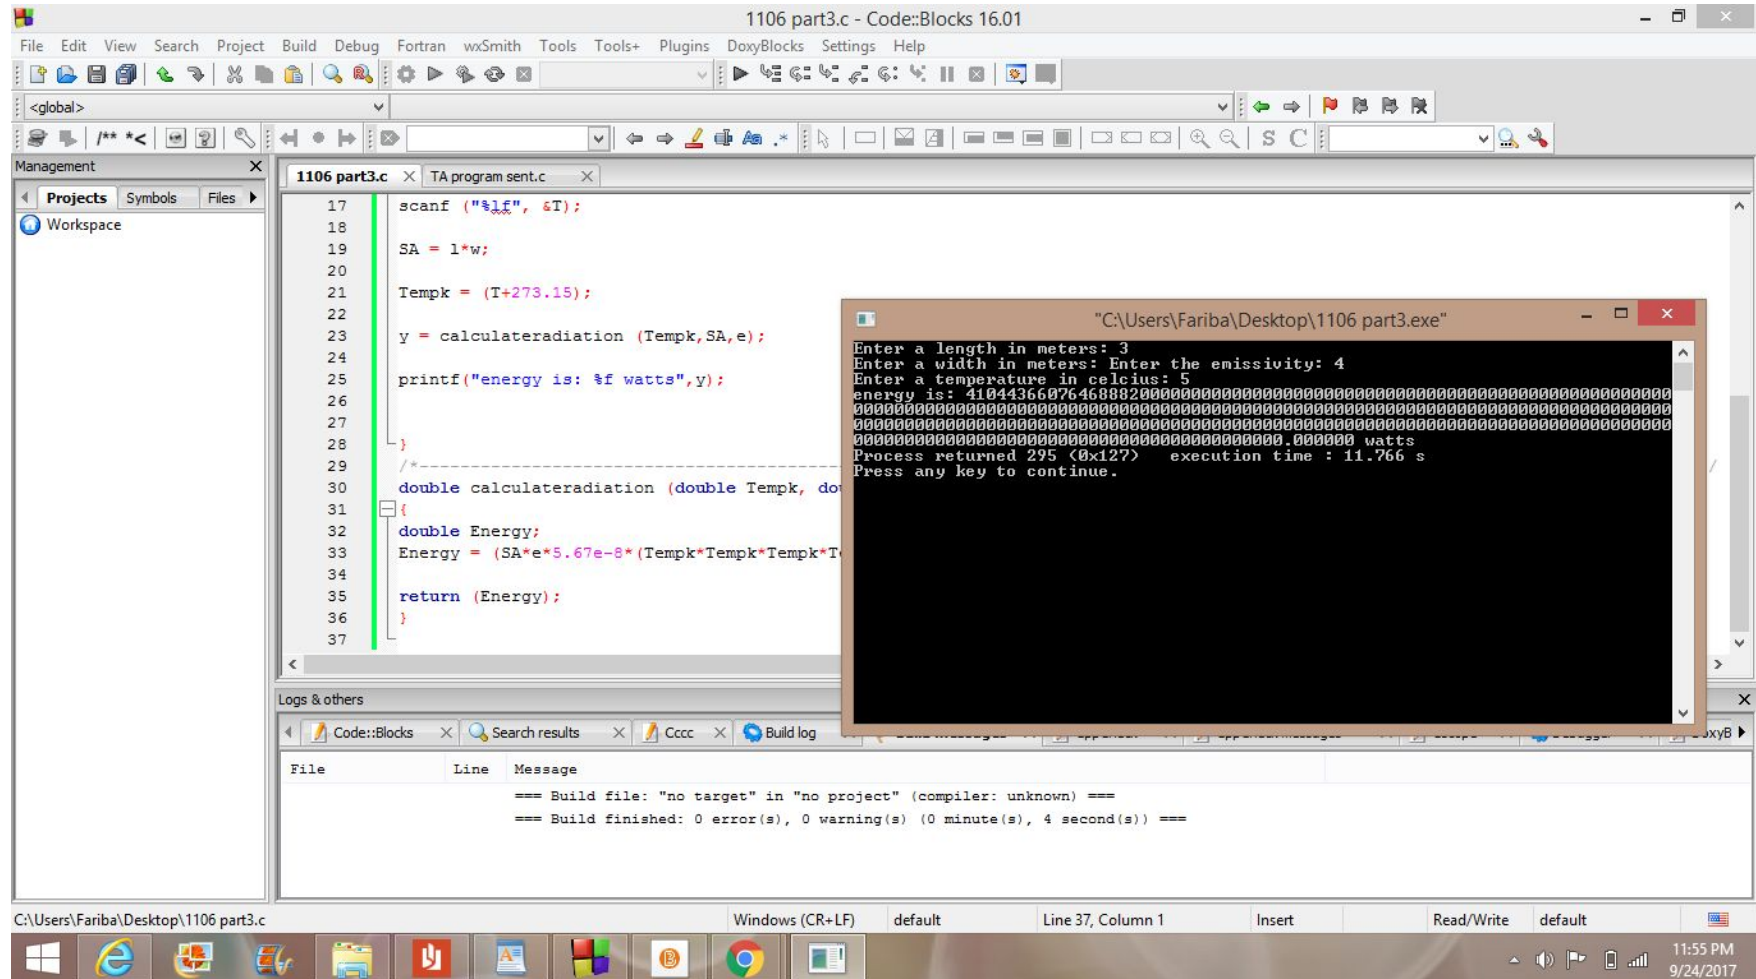 1106 part3.c - Code::Blocks 16.01
File Edit View Search Project Build Debug Fortran wxSmith Tools Tools+ Plugins DoxyBlocks Settings Help
<global>
/** *<
S C
Management
1106 part3.c TA program sent.c
Projects Symbols Files
Workspace
17 scanf ("%lf", &T);
18
19 SA = l*w;
20
21 Tempk = (T+273.15);
22
23 y = calculateradiation (Tempk,SA,e);
24
25 printf("energy is: %f watts",y);
26
27
28 }
29 /*----------------------------------------------------
30 double calculateradiation (double Tempk,
31 {
32 double Energy;
33 Energy = (SA*e*5.67e-8*(Tempk*Tempk*Tempk*
34
35 return (Energy);
36 }
37
"C:\Users\Fariba\Desktop\1106 part3.exe"
Enter a length in meters: 3
Enter a width in meters: Enter the emissivity: 4
Enter a temperature in celcius: 5
energy is:
.000000 watts
Process returned 295 (0x127) execution time : 11.766 s
Press any key to continue.
Logs & others
Code::Blocks Search results Cccc Build log
File Line Message
=== Build file: "no target" in "no project" (compiler: unknown) ===
=== Build finished: 0 error(s), 0 warning(s) (0 minute(s), 4 second(s)) ===
C:\Users\Fariba\Desktop\1106 part3.c Windows (CR+LF) default Line 37, Column 1 Insert Read/Write default
11:55 PM
9/24/2017